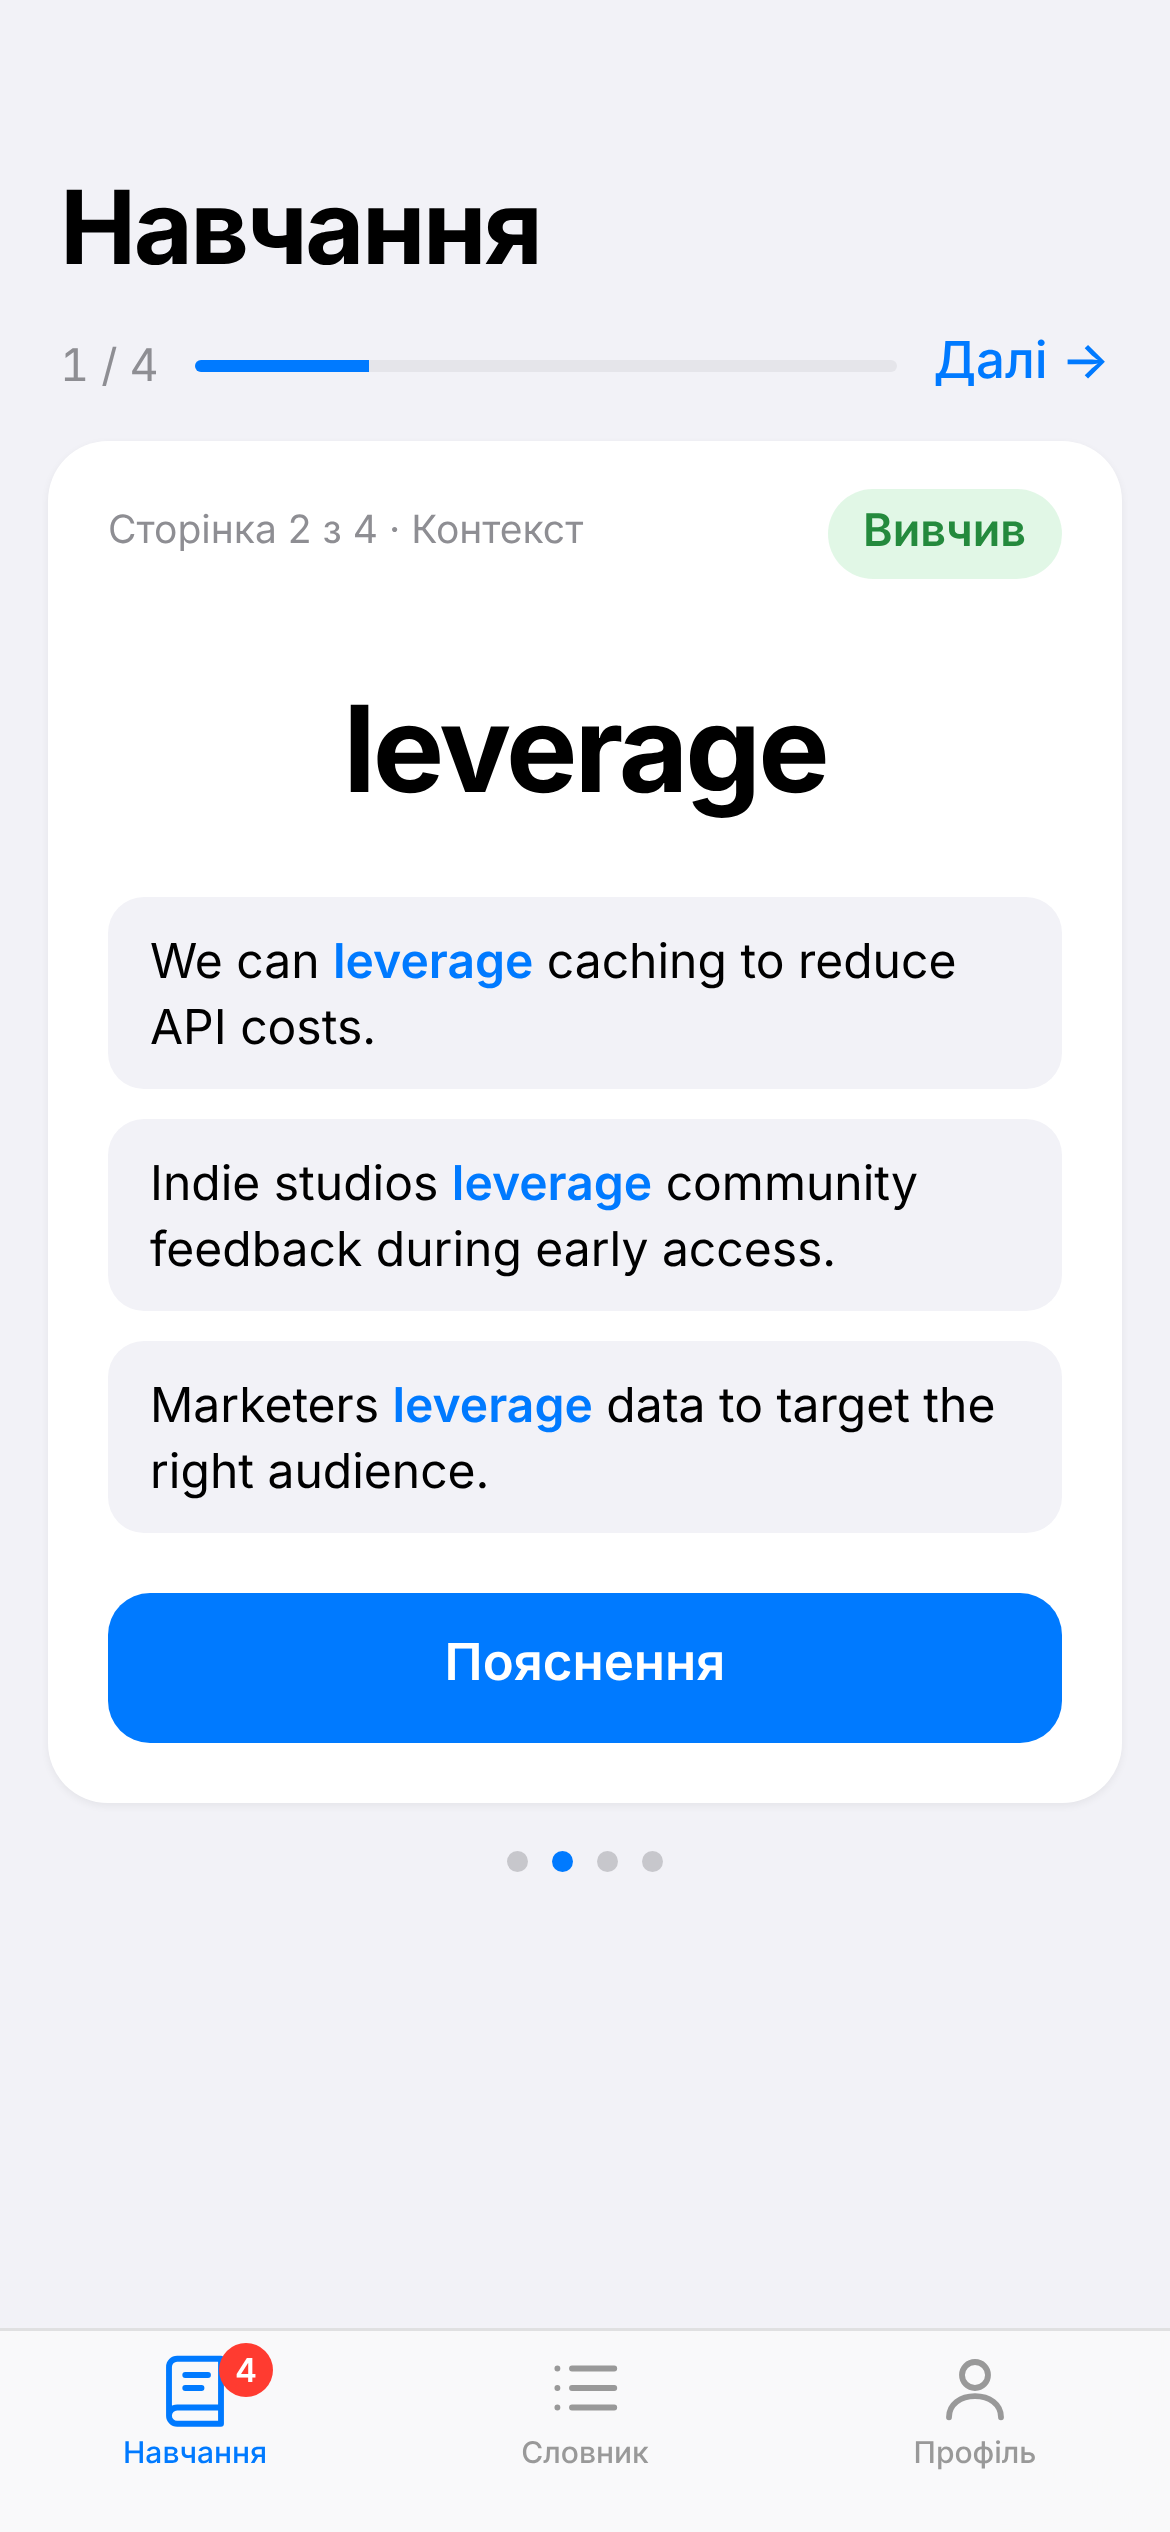 Навчання
1 / 4
Далі →
Сторінка 2 з 4 · Контекст
Вивчив
leverage
We can leverage caching to reduce
API costs.
Indie studios leverage community
feedback during early access.
Marketers leverage data to target the
right audience.
Пояснення
4
Навчання
Словник
Профіль